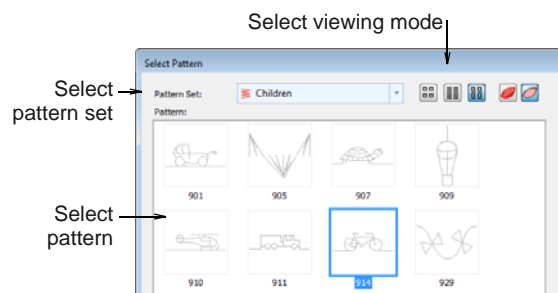 Select viewing mode
Select Pattern
Select
pattern set
Pattern Set:
Children
Pattern:
901
905
907
909
Select
pattern
910
911
914
929